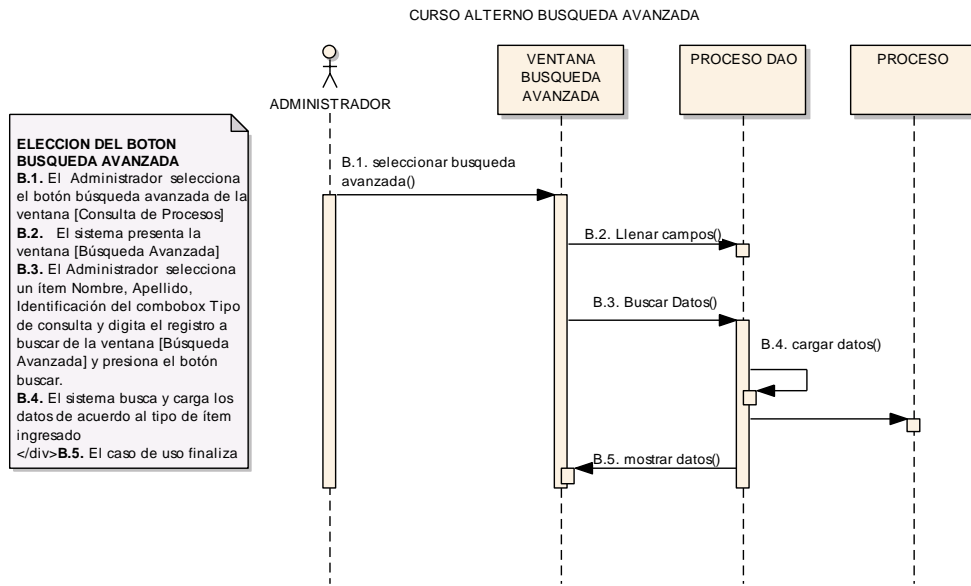 CURSO ALTERNO BUSQUEDA AVANZADA
ADMINISTRADOR
VENTANA
BUSQUEDA
AVANZADA
PROCESO DAO
PROCESO
ELECCION DEL BOTON
BUSQUEDA AVANZADA
B.1. El Administrador selecciona
el botón búsqueda avanzada de la
ventana [Consulta de Procesos]
B.2. El sistema presenta la
ventana [Búsqueda Avanzada]
B.3. El Administrador selecciona
un ítem Nombre, Apellido,
Identificación del combobox Tipo
de consulta y digita el registro a
buscar de la ventana [Búsqueda
Avanzada] y presiona el botón
buscar.
B.4. El sistema busca y carga los
datos de acuerdo al tipo de ítem
ingresado
</div>B.5. El caso de uso finaliza
B.1. seleccionar busqueda
avanzada()
B.2. Llenar campos()
B.3. Buscar Datos()
B.4. cargar datos()
B.5. mostrar datos()